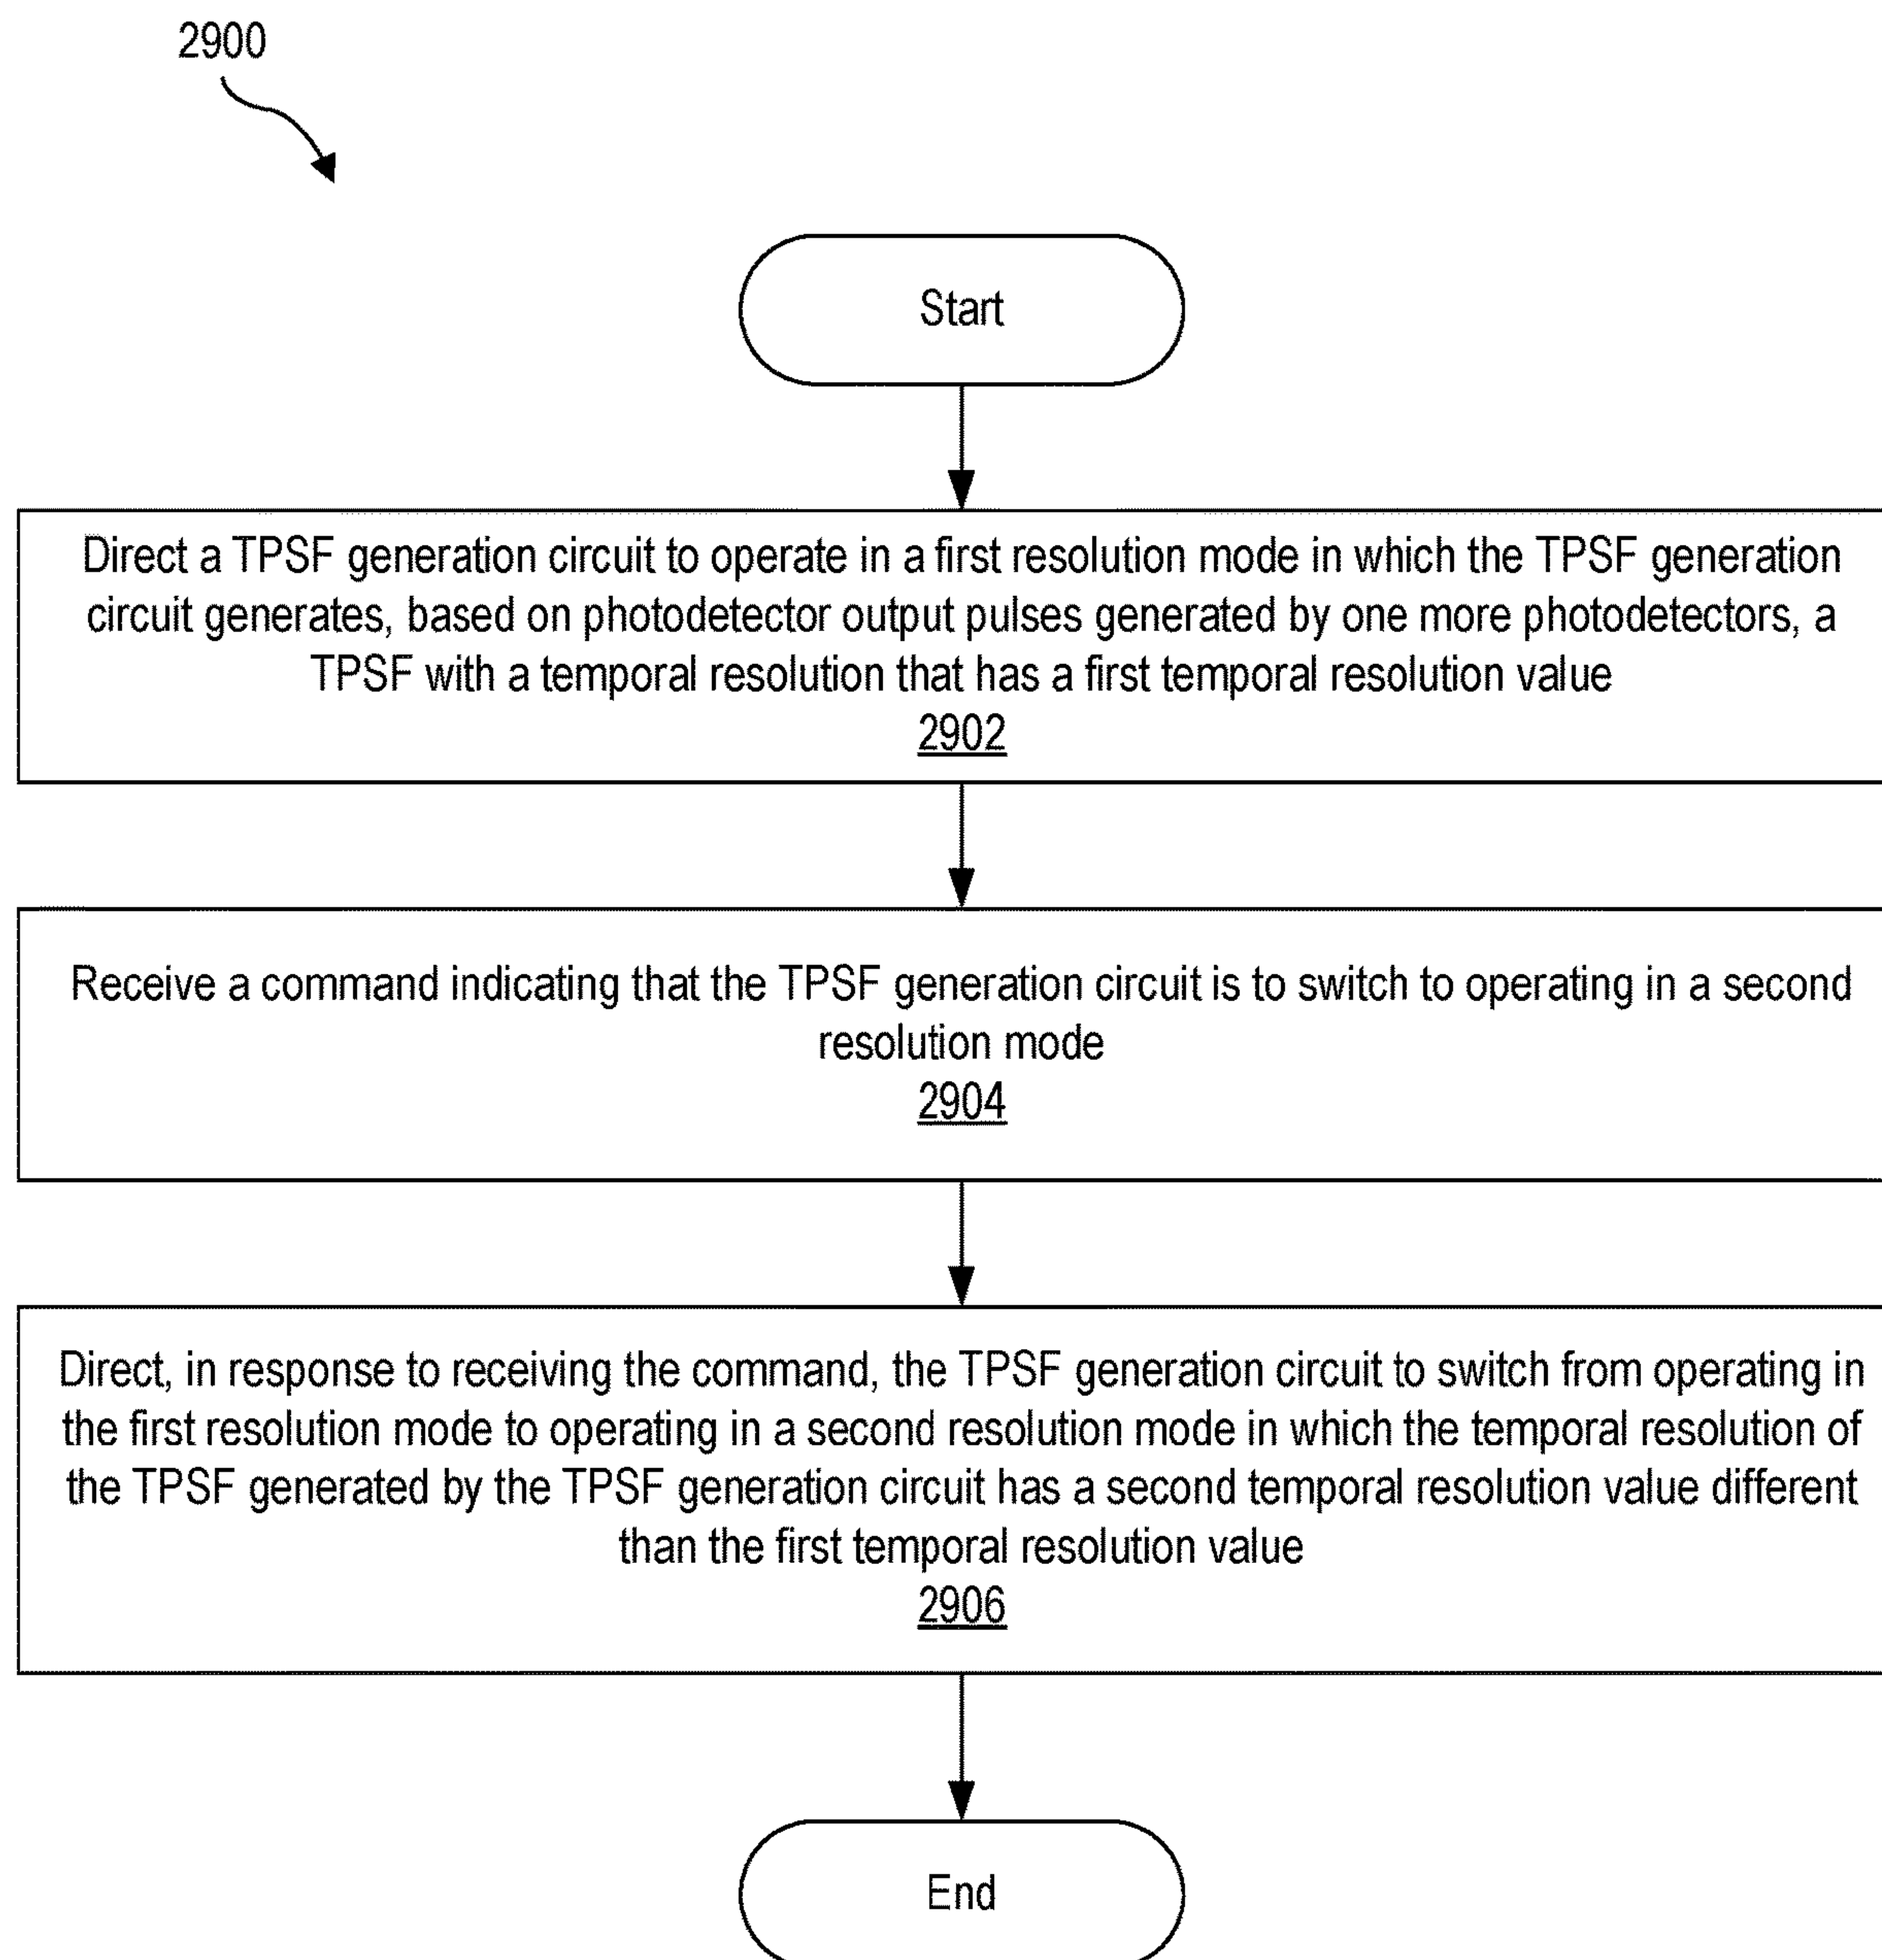 2900
Start
Direct a TPSF generation circuit to operate in a first resolution mode in which the TPSF generation
circuit generates, based on photodetector output pulses generated by one more photodetectors, a
TPSF with a temporal resolution that has a first temporal resolution value
2902
Receive a command indicating that the TPSF generation circuit is to switch to operating in a second
resolution mode
2904
Direct, in response to receiving the command, the TPSF generation circuit to switch from operating in
the first resolution mode to operating in a second resolution mode in which the temporal resolution of
the TPSF generated by the TPSF generation circuit has a second temporal resolution value different
than the first temporal resolution value
2906
End